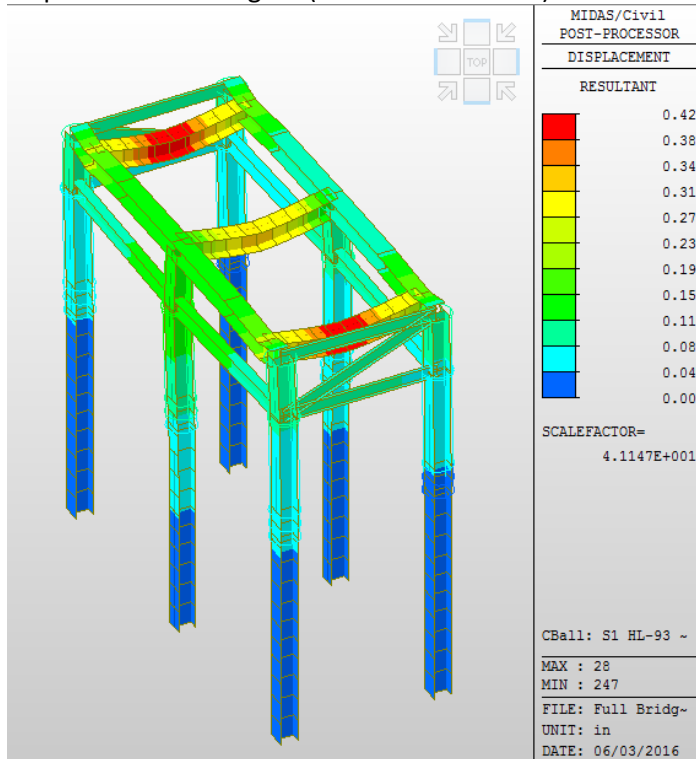 MIDAS/Civil
POST-PROCESSOR
DISPLACEMENT
RESULTANT
0.42
0.38
0.34
0.31
0.27
0.23
0.19
0.15
0.11
0.08
0.04
0.00
SCALEFACTOR=
4.1147E+001
TOP
CBall: S1 HL-93 ~
MAX : 28
MIN : 247
FILE: Full Bridg~
UNIT: in
DATE: 06/03/2016